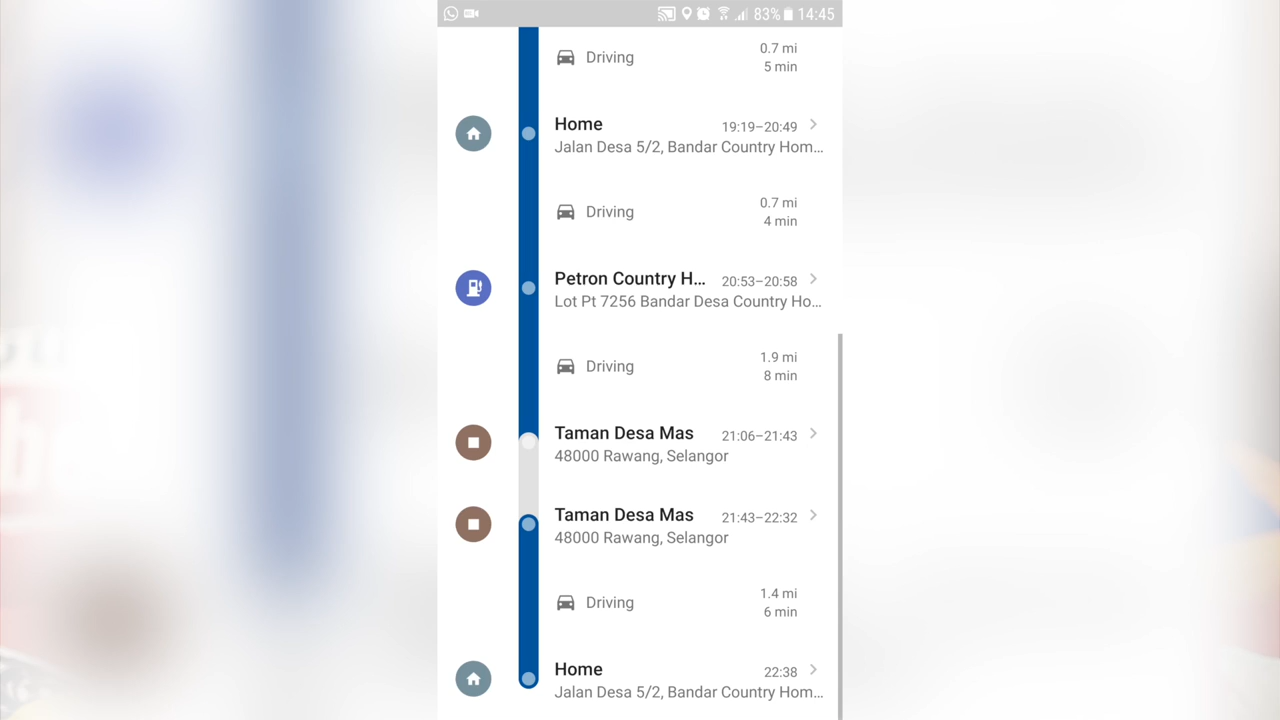 83% 14:45
Driving 0.7 mi
5 min
Home 19:19–20:49
Jalan Desa 5/2, Bandar Country Hom...
Driving 0.7 mi
4 min
Petron Country H... 20:53–20:58
Lot Pt 7256 Bandar Desa Country Ho...
Driving 1.9 mi
8 min
Taman Desa Mas 21:06–21:43
48000 Rawang, Selangor
Taman Desa Mas 21:43–22:32
48000 Rawang, Selangor
Driving 1.4 mi
6 min
Home 22:38
Jalan Desa 5/2, Bandar Country Hom...